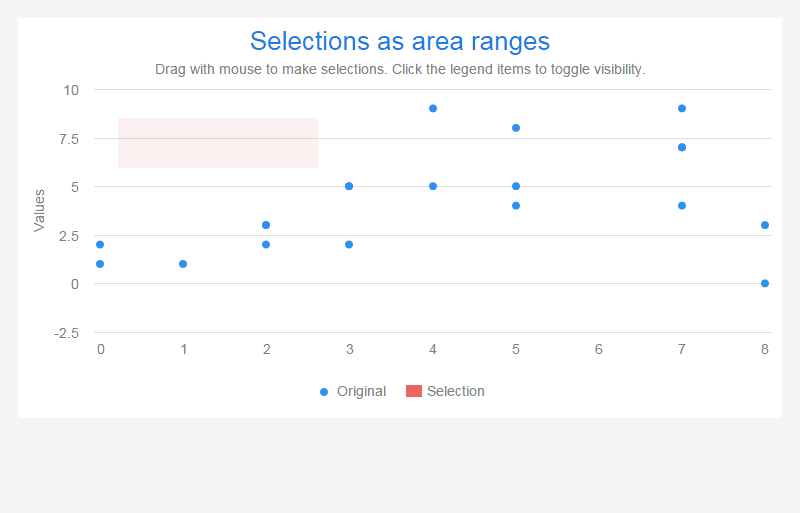 Selections as area ranges
Drag with mouse to make selections. Click the legend items to toggle visibility.
10
7.5
5
2.5
0
-2.5
Values
0 1 2 3 4 5 6 7 8
Original Selection